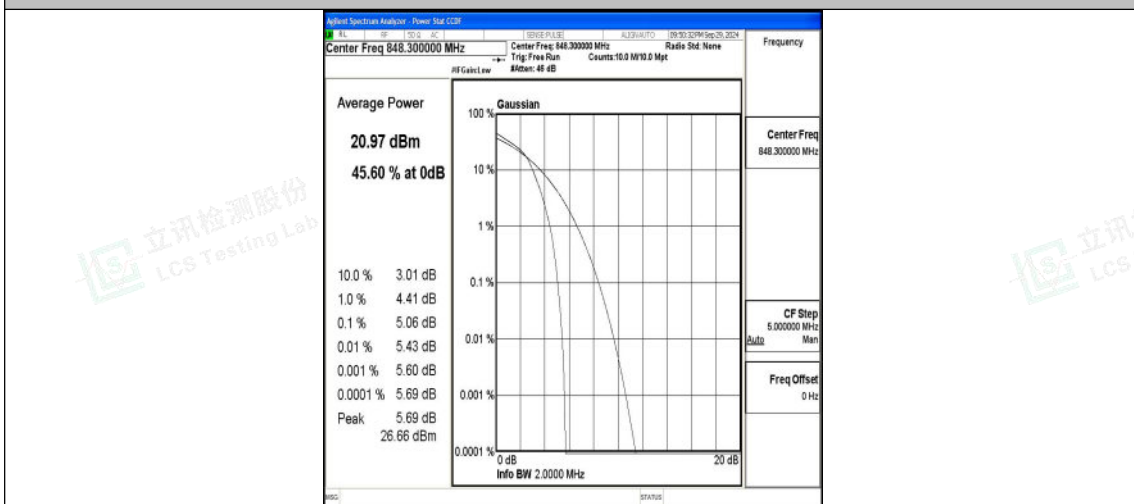 Agilent Spectrum Analyzer - Power Stat CCDF
RL RF 50 Ω AC SENSE:PULSE ALIGNAUTO 09:50:32PM Sep 29, 2024
Center Freq 848.300000 MHz
Center Freq: 848.300000 MHz Radio Std: None
Trig: Free Run Counts:10.0 M/10.0 Mpt
#IFGain:Low #Atten: 46 dB
Frequency
Average Power
20.97 dBm
45.60 % at 0dB
10.0 % 3.01 dB
1.0 % 4.41 dB
0.1 % 5.06 dB
0.01 % 5.43 dB
0.001 % 5.60 dB
0.0001 % 5.69 dB
Peak 5.69 dB
26.66 dBm
Gaussian
100 %
10 %
1 %
0.1 %
0.01 %
0.001 %
0.0001 %
0 dB 20 dB
Info BW 2.0000 MHz
Center Freq
848.300000 MHz
CF Step
5.000000 MHz
Auto Man
Freq Offset
0 Hz
MSG STATUS
立讯检测股份
LCS Testing Lab
立讯
LCS